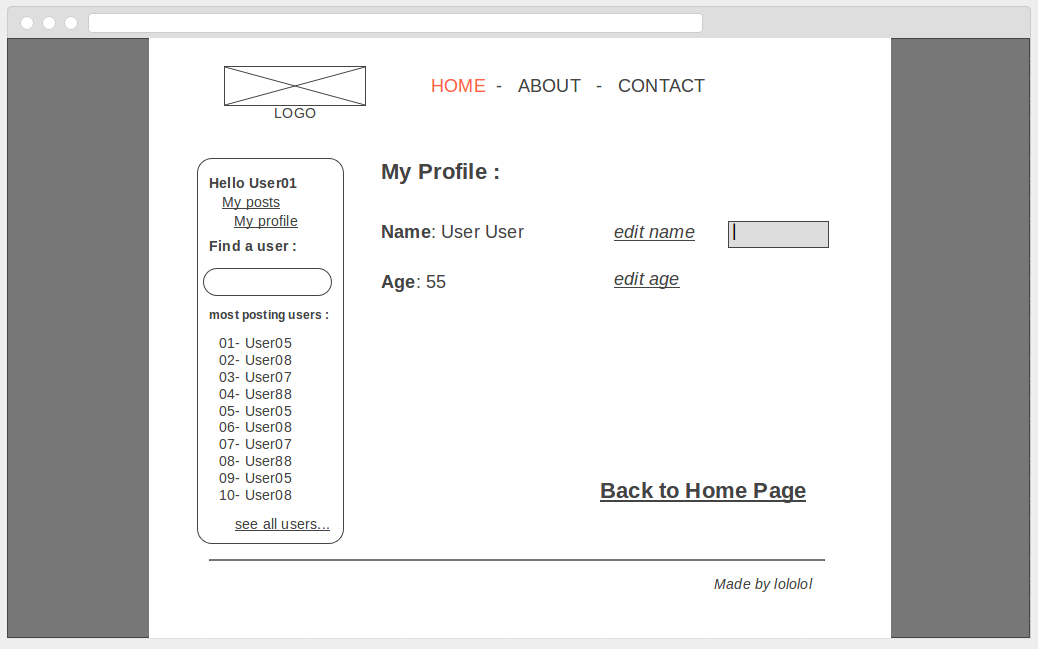 HOME - ABOUT - CONTACT
LOGO
Hello User01
My posts
My profile
Find a user :
most posting users :
01- User05
02- User08
03- User07
04- User88
05- User05
06- User08
07- User07
08- User88
09- User05
10- User08
see all users...
My Profile :
Name: User User edit name
Age: 55 edit age
Back to Home Page
Made by lololol